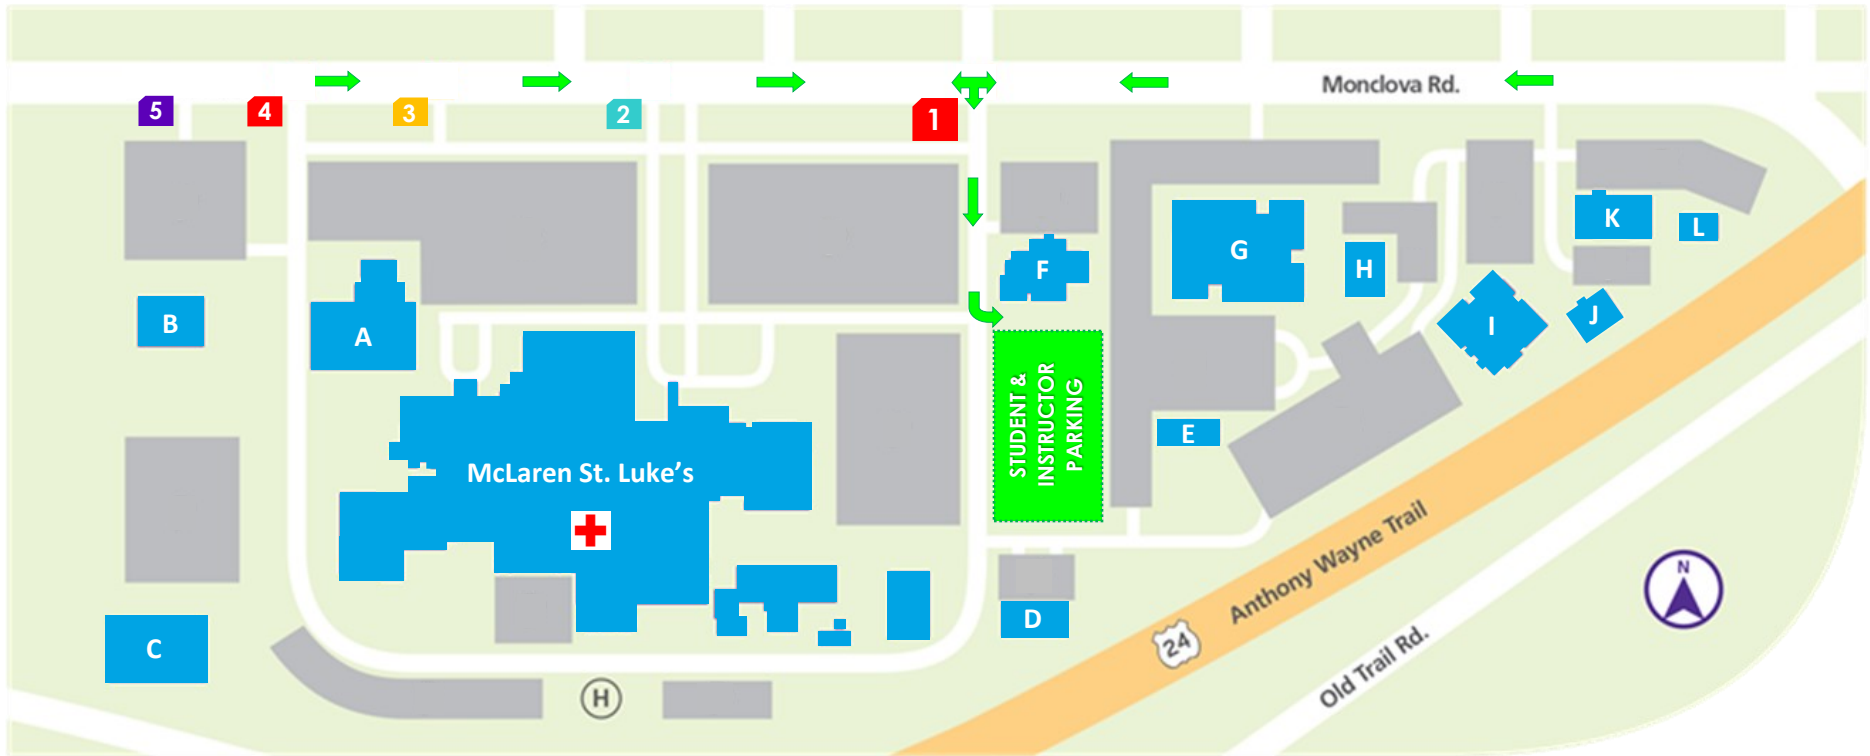 Monclova Rd.
5
4
3
2
1
K
L
G
F
H
B
A
I
J
STUDENT &
INSTRUCTOR
PARKING
E
McLaren St. Luke's
Anthony Wayne Trail
N
24
D
C
Old Trail Rd.
H